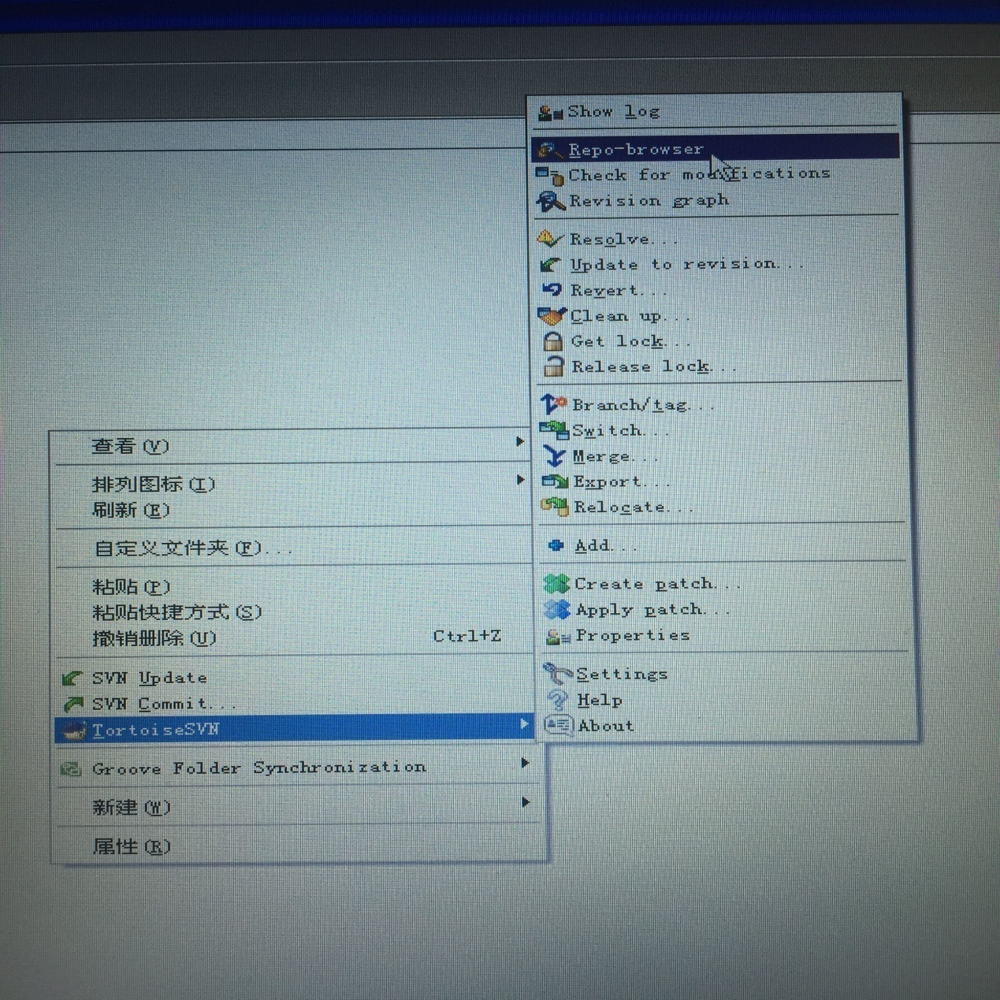 Show log
Repo-browser
Check for mo fications
Revision graph
Resolve...
Update to revision...
Revert...
Clean up...
Get lock...
Release lock...
Branch/tag...
Switch...
Merge...
Export...
Relocate...
Add...
Create patch...
Apply patch...
Properties
Settings
Help
About
查看(V)
排列图标(I)
刷新(E)
自定义文件夹(F)...
粘贴(P)
粘贴快捷方式(S)
撤销删除(U) Ctrl+Z
SVN Update
SVN Commit...
TortoiseSVN
Groove Folder Synchronization
新建(W)
属性(R)